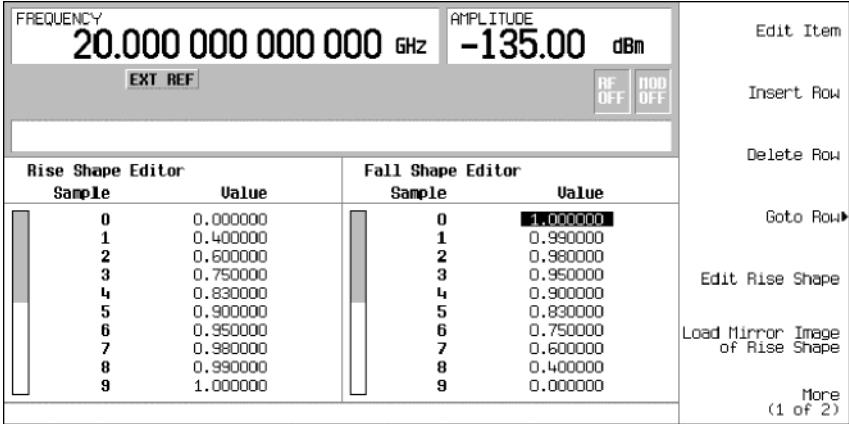 FREQUENCY
20.000 000 000 000 GHz
AMPLITUDE
-135.00 dBm
EXT REF
RF OFF
MOD OFF
Rise Shape Editor
Sample Value
0 0.000000
1 0.400000
2 0.600000
3 0.750000
4 0.830000
5 0.900000
6 0.950000
7 0.980000
8 0.990000
9 1.000000
Fall Shape Editor
Sample Value
0 1.000000
1 0.990000
2 0.980000
3 0.950000
4 0.900000
5 0.830000
6 0.750000
7 0.600000
8 0.400000
9 0.000000
Edit Item
Insert Row
Delete Row
Goto Row
Edit Rise Shape
Load Mirror Image
of Rise Shape
More
(1 of 2)